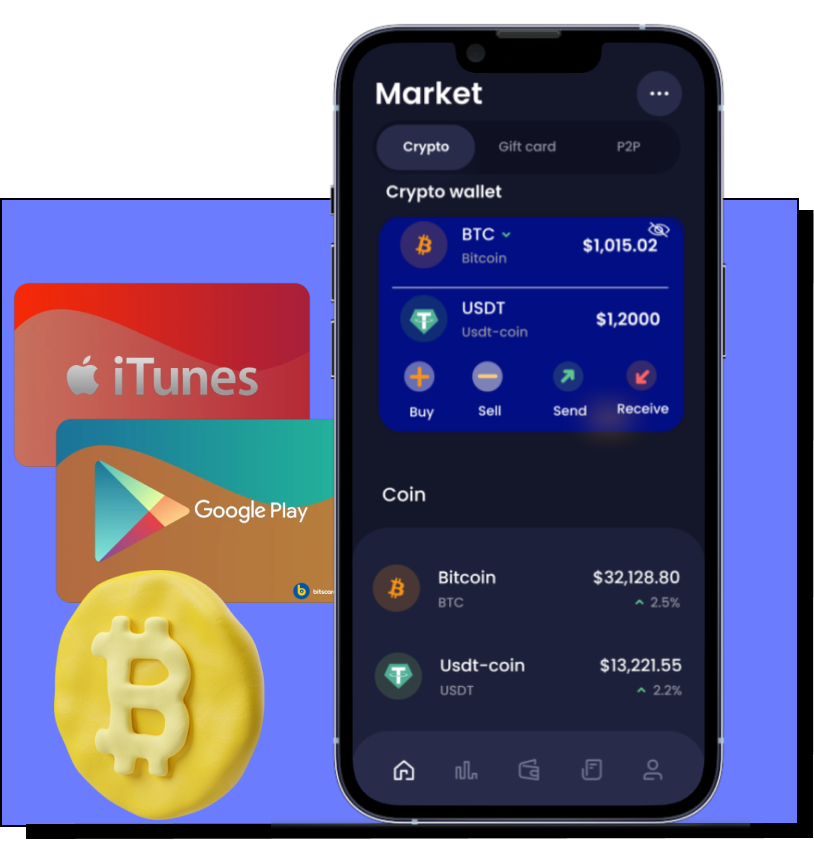 Market
Crypto Gift card P2P
Crypto wallet
BTC
Bitcoin
$1,015.02
USDT
Usdt-coin
$1,2000
Buy Sell Send Receive
Coin
Bitcoin
BTC
$32,128.80
2.5%
Usdt-coin
USDT
$13,221.55
2.2%
iTunes
Google Play
b bitscar